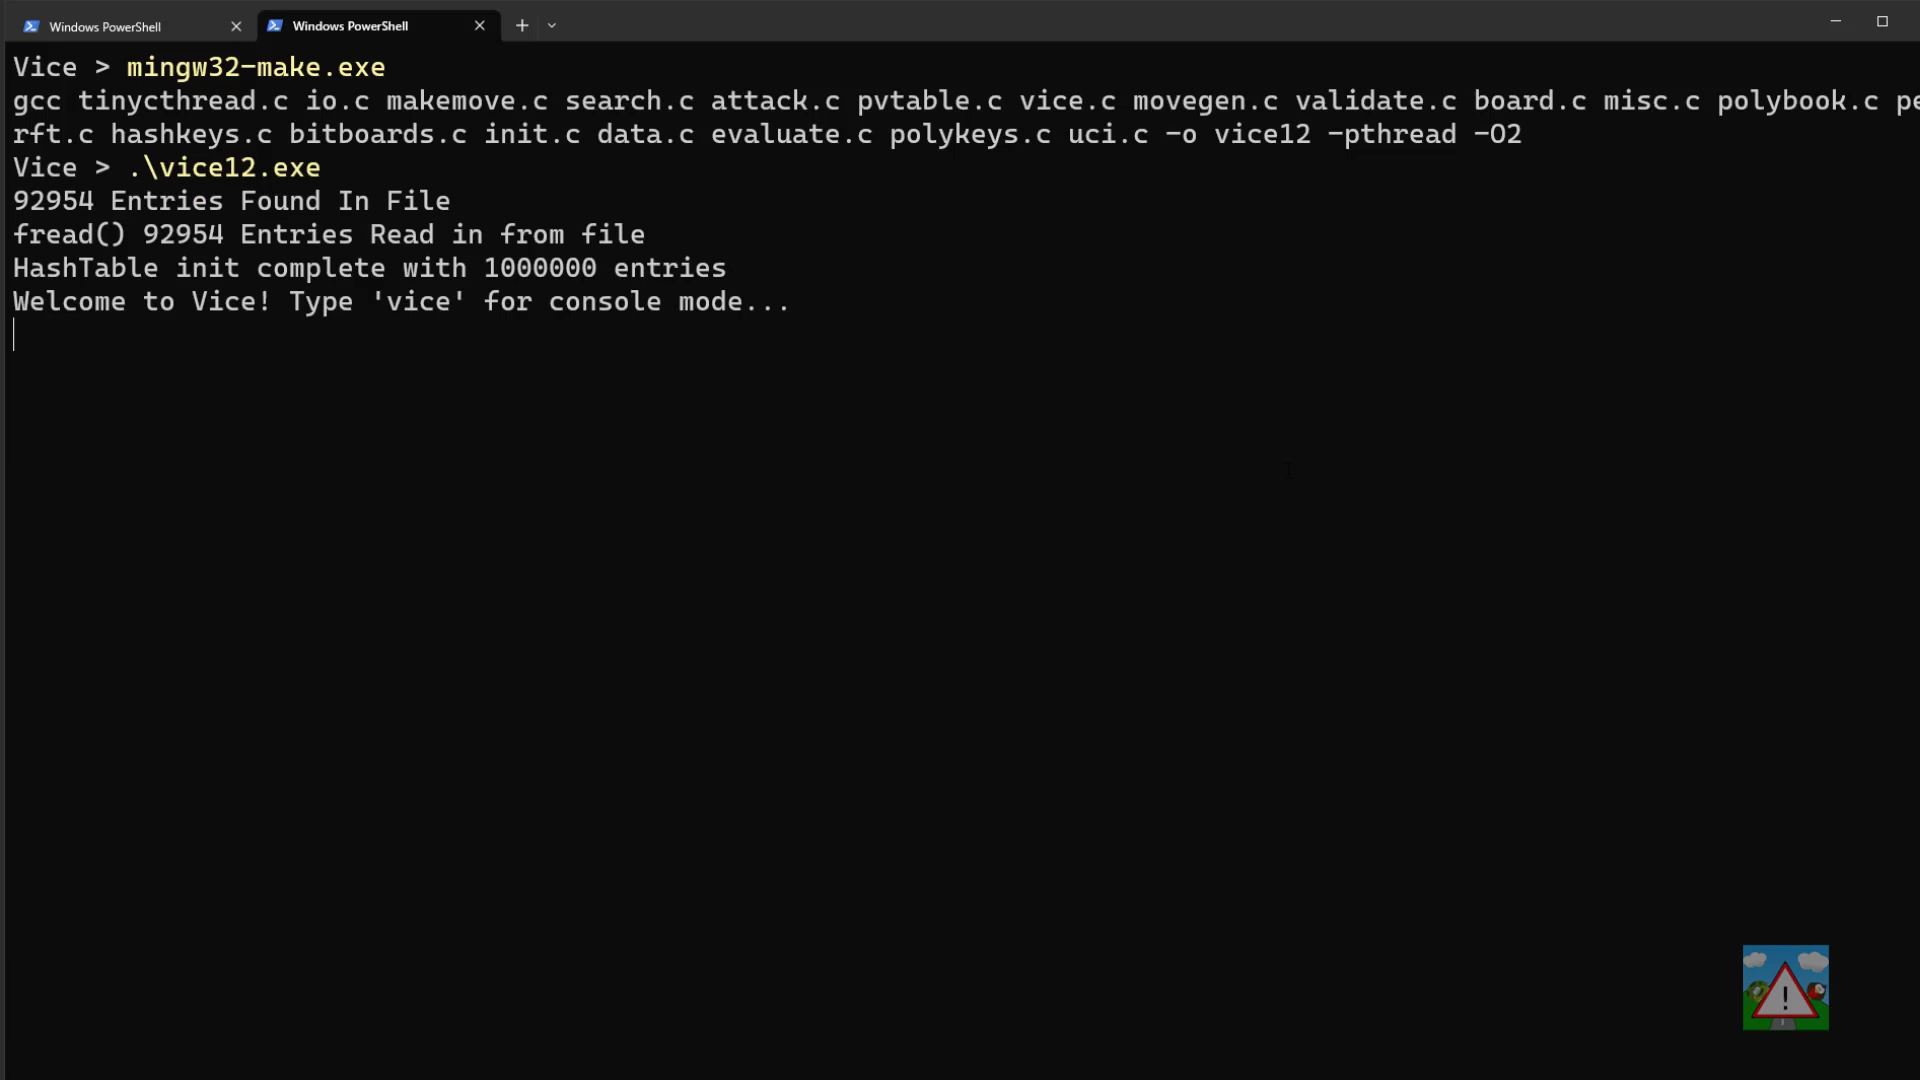 Windows PowerShell
Windows PowerShell
Vice > mingw32-make.exe
gcc tinycthread.c io.c makemove.c search.c attack.c pvtable.c vice.c movegen.c validate.c board.c misc.c polybook.c pe
rft.c hashkeys.c bitboards.c init.c data.c evaluate.c polykeys.c uci.c -o vice12 -pthread -O2
Vice > .\vice12.exe
92954 Entries Found In File
fread() 92954 Entries Read in from file
HashTable init complete with 1000000 entries
Welcome to Vice! Type 'vice' for console mode...